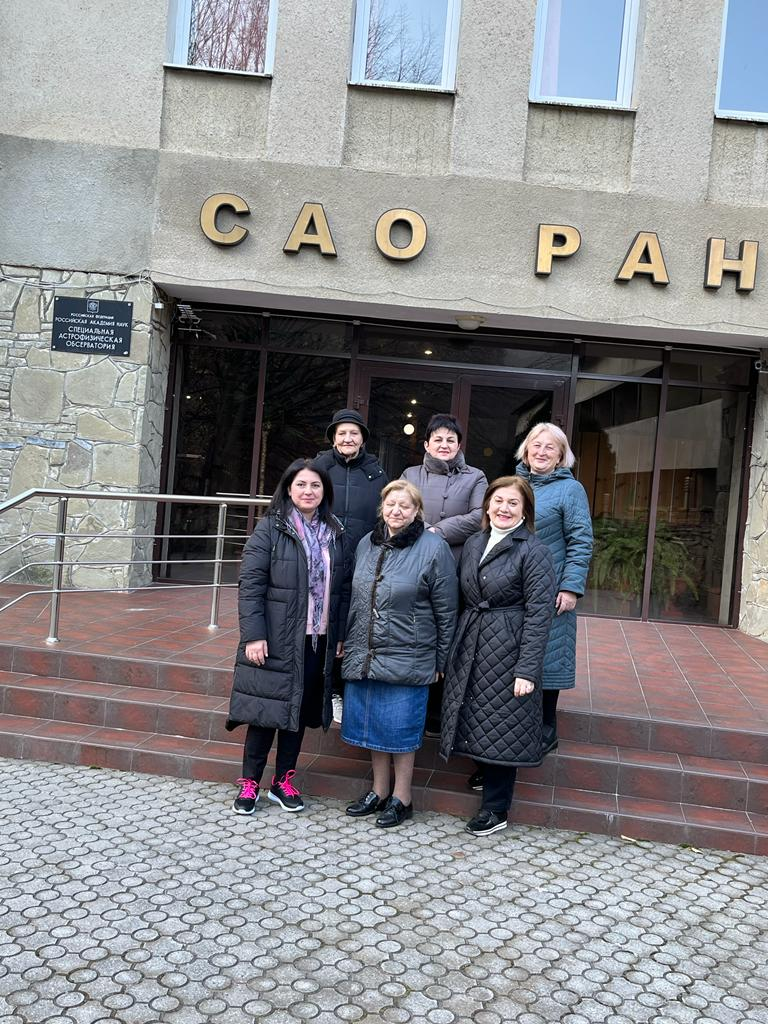 САО РАН
РОССИЙСКАЯ ФЕДЕРАЦИЯ
РОССИЙСКАЯ АКАДЕМИЯ НАУК
СПЕЦИАЛЬНАЯ
АСТРОФИЗИЧЕСКАЯ
ОБСЕРВАТОРИЯ